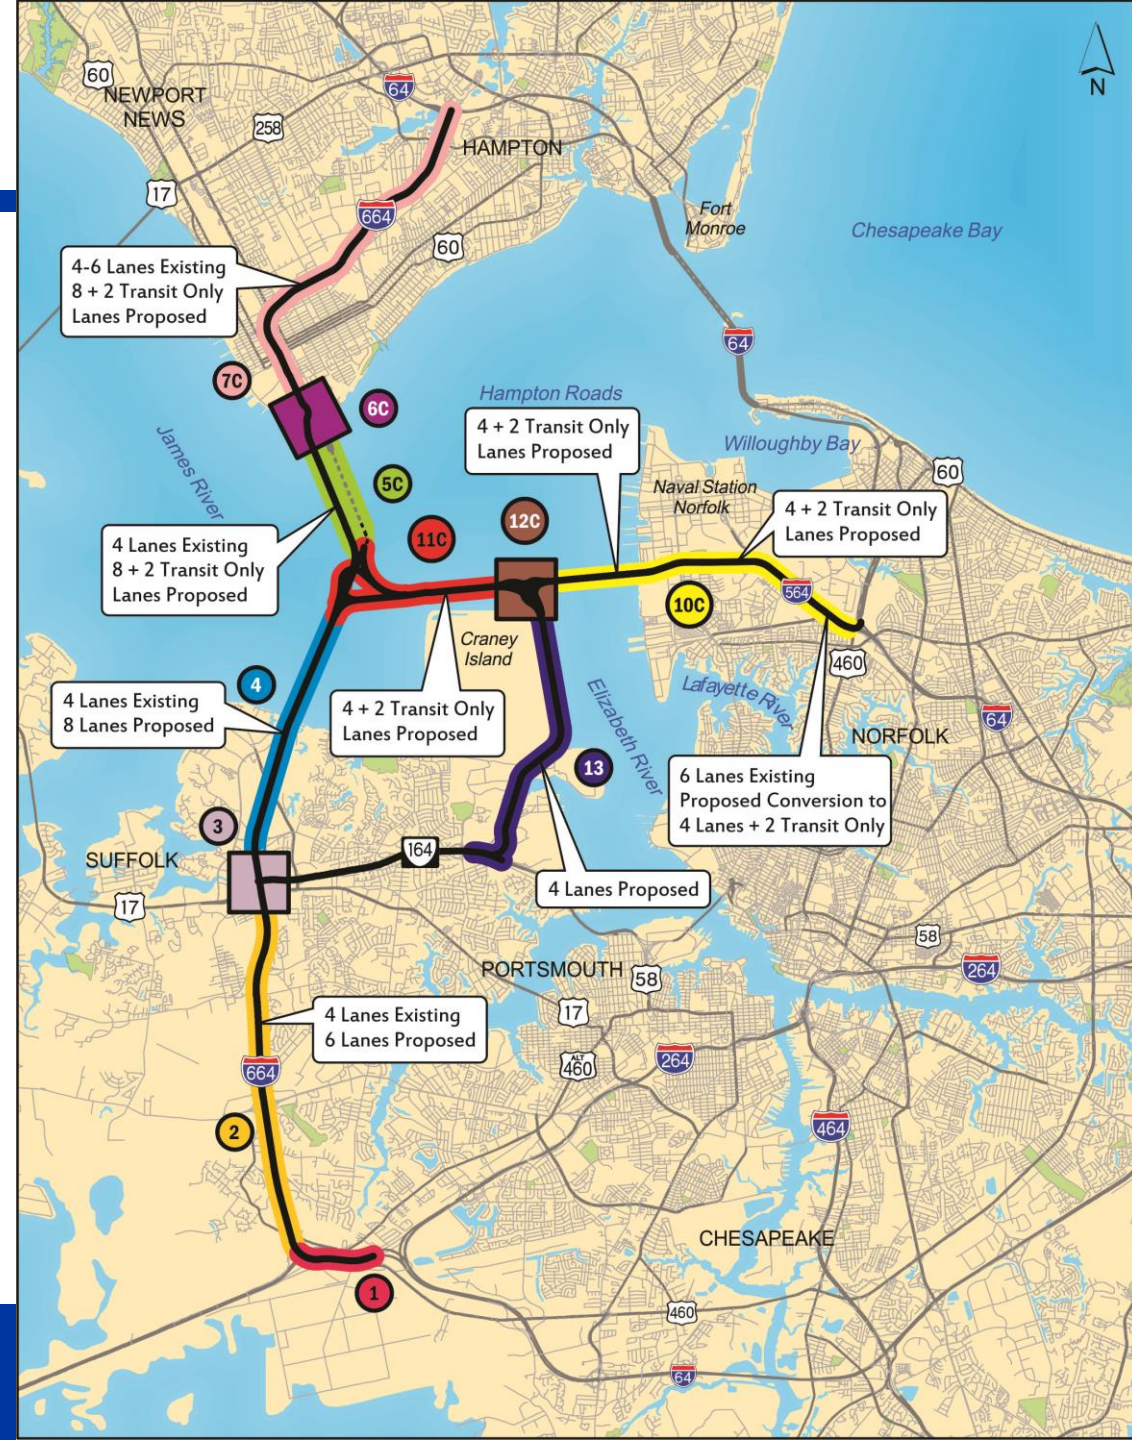 N
60
NEWPORT
NEWS
64
258
HAMPTON
17
664
60
Fort
Monroe
Chesapeake Bay
4-6 Lanes Existing
8 + 2 Transit Only
Lanes Proposed
64
7C
6C
Hampton Roads
4 + 2 Transit Only
Lanes Proposed
James River
Willoughby Bay
60
5C
Naval Station
Norfolk
4 + 2 Transit Only
Lanes Proposed
12C
11C
4 Lanes Existing
8 + 2 Transit Only
Lanes Proposed
564
10C
Craney
Island
460
4
4 Lanes Existing
8 Lanes Proposed
4 + 2 Transit Only
Lanes Proposed
Elizabeth River
Lafayette River
64
NORFOLK
13
6 Lanes Existing
Proposed Conversion to
4 Lanes + 2 Transit Only
3
SUFFOLK
164
4 Lanes Proposed
17
58
264
PORTSMOUTH
58
17
4 Lanes Existing
6 Lanes Proposed
ALT
460
264
664
464
2
CHESAPEAKE
1
460
64